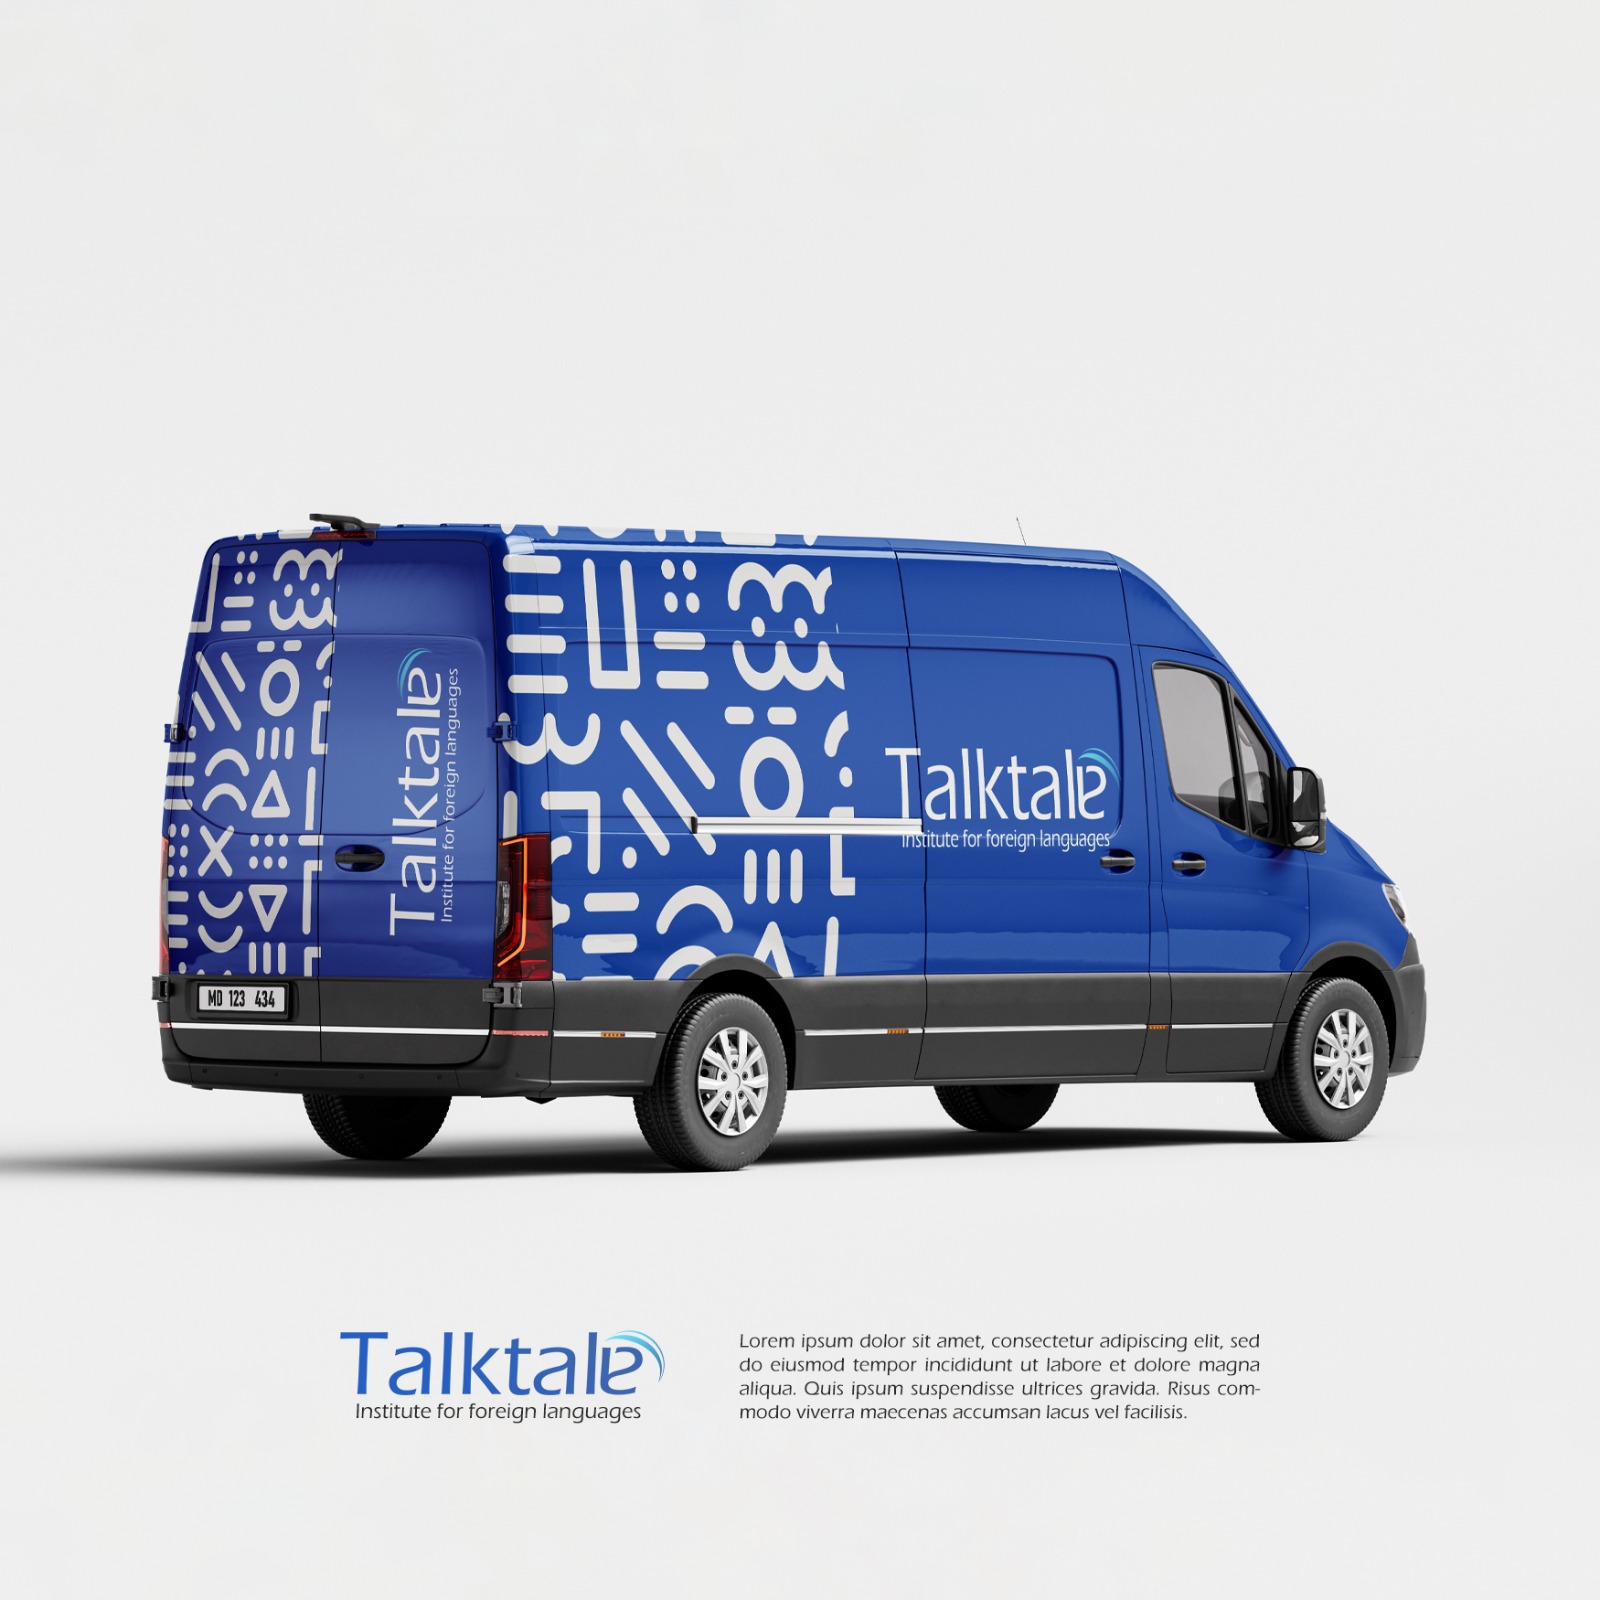 Talktale
Institute for foreign languages
Talktale
Institute for foreign languages
MD 123 434
Talktale
Institute for foreign languages
Lorem ipsum dolor sit amet, consectetur adipiscing elit, sed
do eiusmod tempor incididunt ut labore et dolore magna
aliqua. Quis ipsum suspendisse ultrices gravida. Risus com-
modo viverra maecenas accumsan lacus vel facilisis.